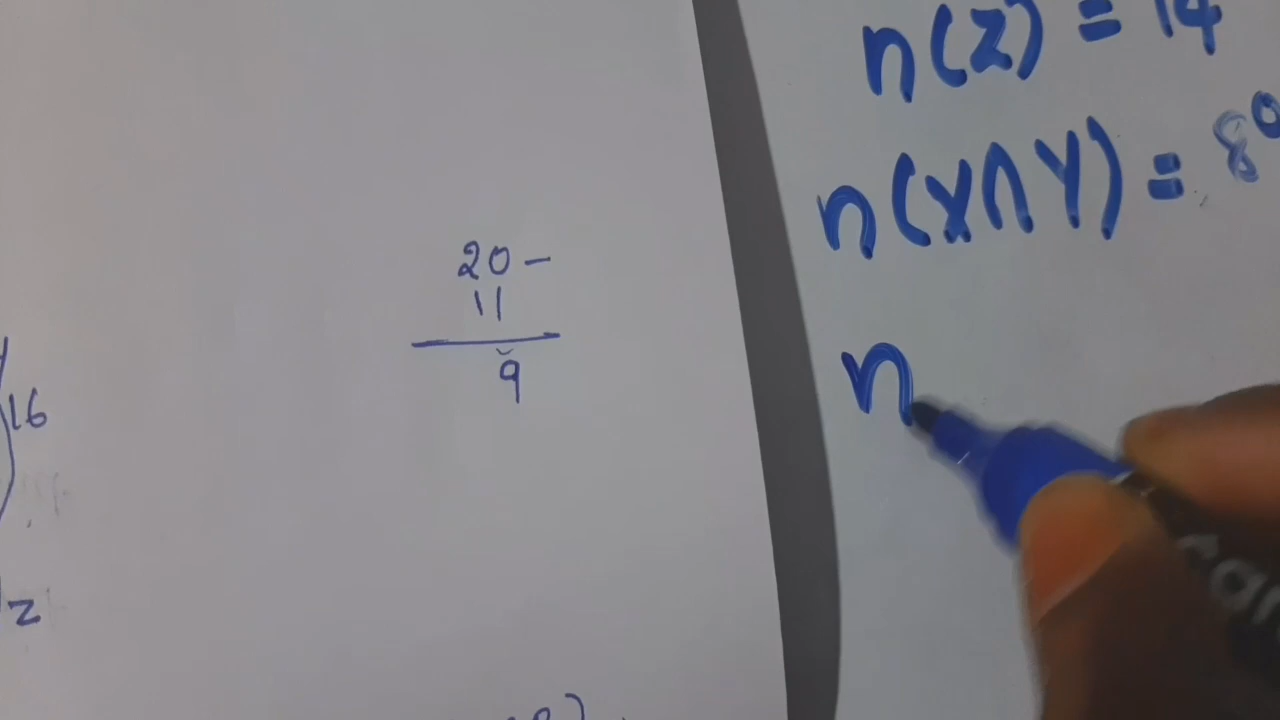 16
z
20 -
11
9
n(z) = 14
n(X∩Y) = 8
n